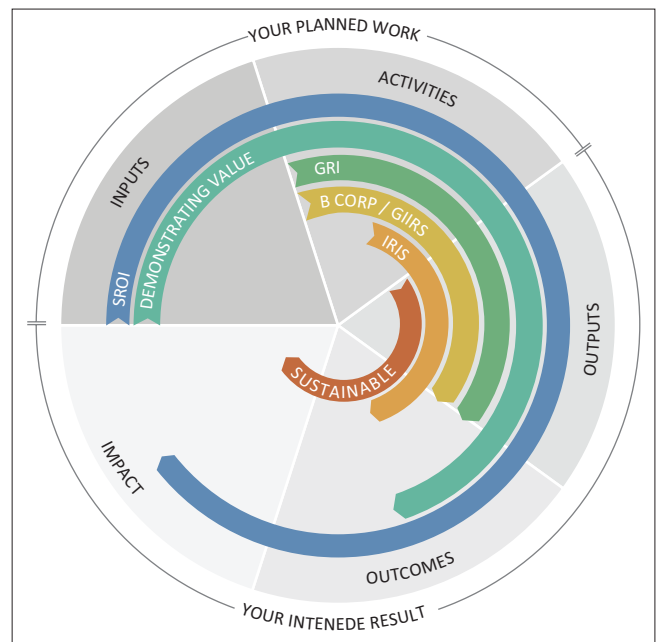 YOUR PLANNED WORK
ACTIVITIES
INPUTS
DEMONSTRATING VALUE
SROI
GRI
B CORP / GIIRS
IRIS
SUSTAINABLE
OUTPUTS
IMPACT
OUTCOMES
YOUR INTENEDE RESULT